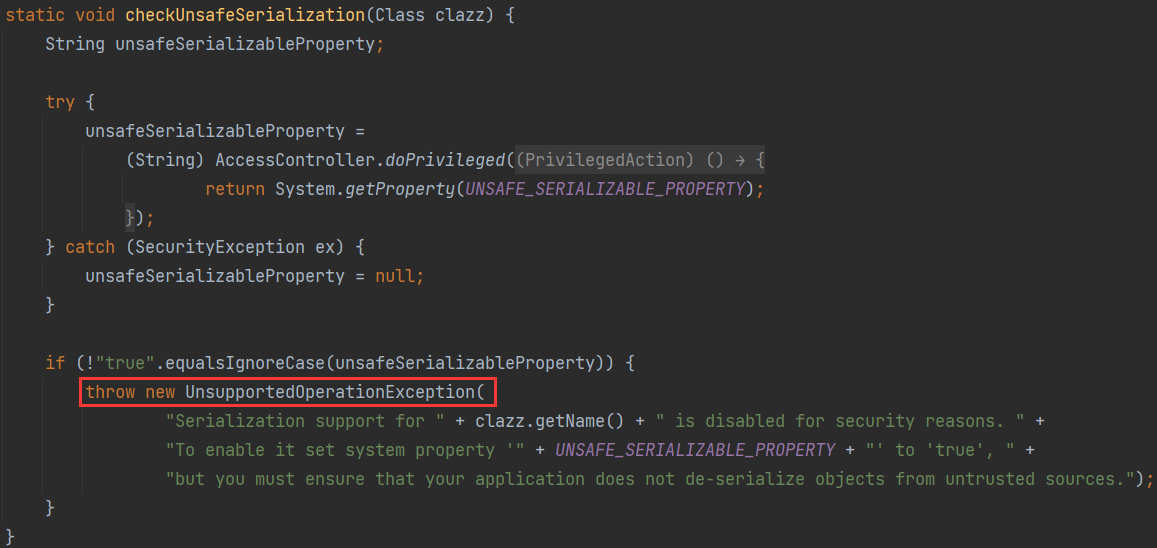 static void checkUnsafeSerialization(Class clazz) {
    String unsafeSerializableProperty;
    try {
        unsafeSerializableProperty =
            (String) AccessController.doPrivileged((PrivilegedAction) () → {
                    return System.getProperty(UNSAFE_SERIALIZABLE_PROPERTY);
            });
    } catch (SecurityException ex) {
        unsafeSerializableProperty = null;
    }
    if (!"true".equalsIgnoreCase(unsafeSerializableProperty)) {
        throw new UnsupportedOperationException(
                "Serialization support for " + clazz.getName() + " is disabled for security reasons. " +
                "To enable it set system property '" + UNSAFE_SERIALIZABLE_PROPERTY + "' to 'true', " +
                "but you must ensure that your application does not de-serialize objects from untrusted sources.");
    }
}